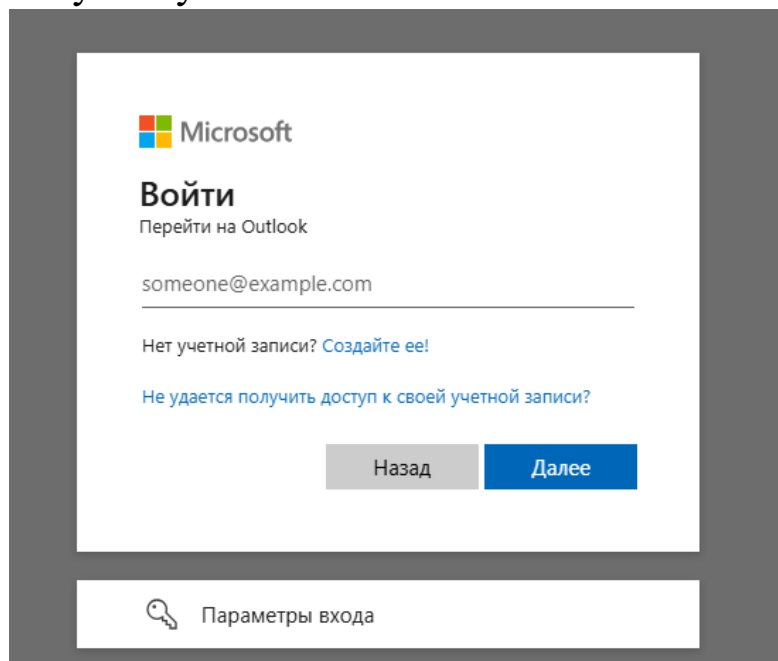 Microsoft
Войти
Перейти на Outlook
someone@example.com
Нет учетной записи? Создайте ее!
Не удается получить доступ к своей учетной записи?
Назад Далее
Параметры входа